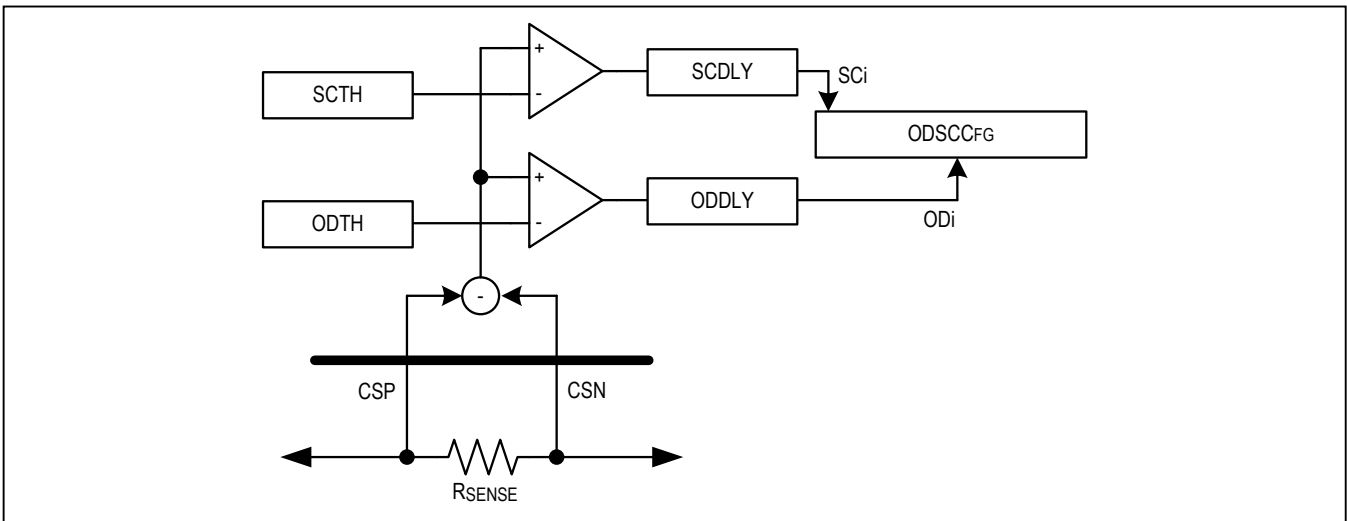 +
SCDLY
SCi
SCTH
-
ODSCCFG
+
ODDLY
ODTH
-
ODi
-
CSP
CSN
RSENSE